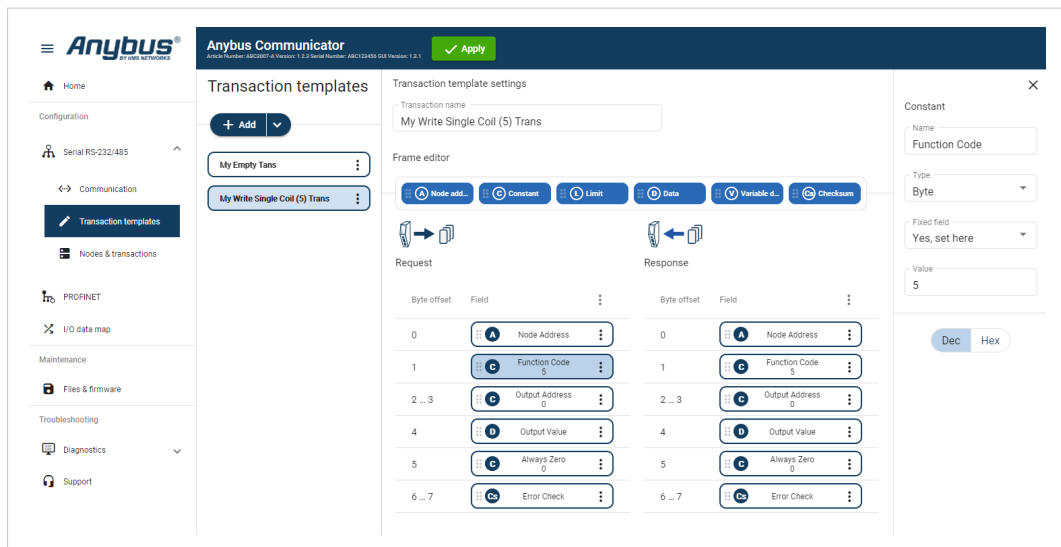 Anybus®
BY HMS NETWORKS
Anybus Communicator
Article Number: ABC3007-A Version: 1.2.3 Serial Number: ABC123456 GUI Version: 1.3.1
Apply
Home
Configuration
Serial RS-232/485
Communication
Transaction templates
Nodes & transactions
PROFINET
I/O data map
Maintenance
Files & firmware
Troubleshooting
Diagnostics
Support
Transaction templates
+ Add
My Empty Tans
My Write Single Coil (5) Trans
Transaction template settings
Transaction name
My Write Single Coil (5) Trans
Frame editor
A Node add...
C Constant
L Limit
D Data
V Variable d...
Cs Checksum
Request
Byte offset Field
0 A Node Address
1 C Function Code
5
2 ... 3 C Output Address
0
4 D Output Value
5 C Always Zero
0
6 ... 7 Cs Error Check
Response
Byte offset Field
0 A Node Address
1 C Function Code
5
2 ... 3 C Output Address
0
4 D Output Value
5 C Always Zero
0
6 ... 7 Cs Error Check
Constant
Name
Function Code
Type
Byte
Fixed field
Yes, set here
Value
5
Dec Hex